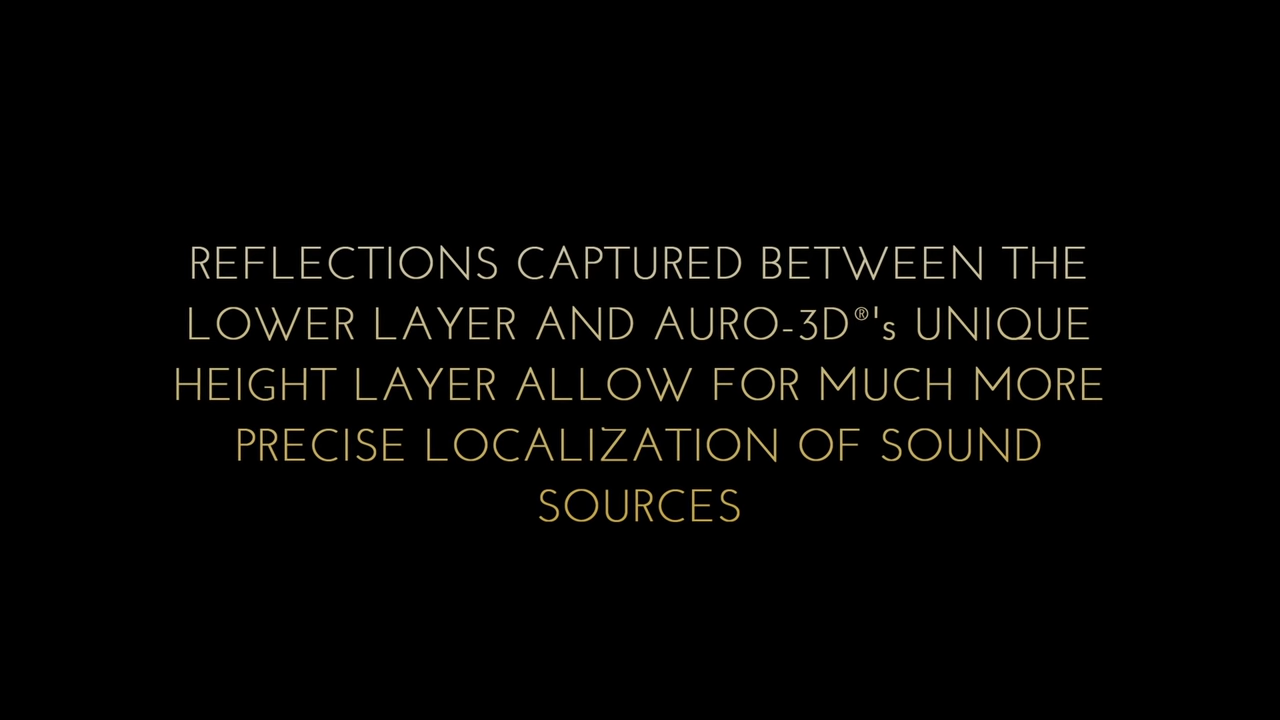 REFLECTIONS CAPTURED BETWEEN THE
LOWER LAYER AND AURO-3D®'s UNIQUE
HEIGHT LAYER ALLOW FOR MUCH MORE
PRECISE LOCALIZATION OF SOUND
SOURCES